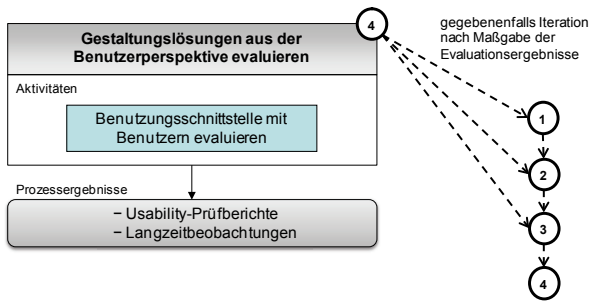 Gestaltungslösungen aus der
Benutzerperspektive evaluieren
4
Aktivitäten
Benutzungsschnittstelle mit
Benutzern evaluieren
Prozessergebnisse
– Usability-Prüfberichte
– Langzeitbeobachtungen
gegebenenfalls Iteration
nach Maßgabe der
Evaluationsergebnisse
1
2
3
4